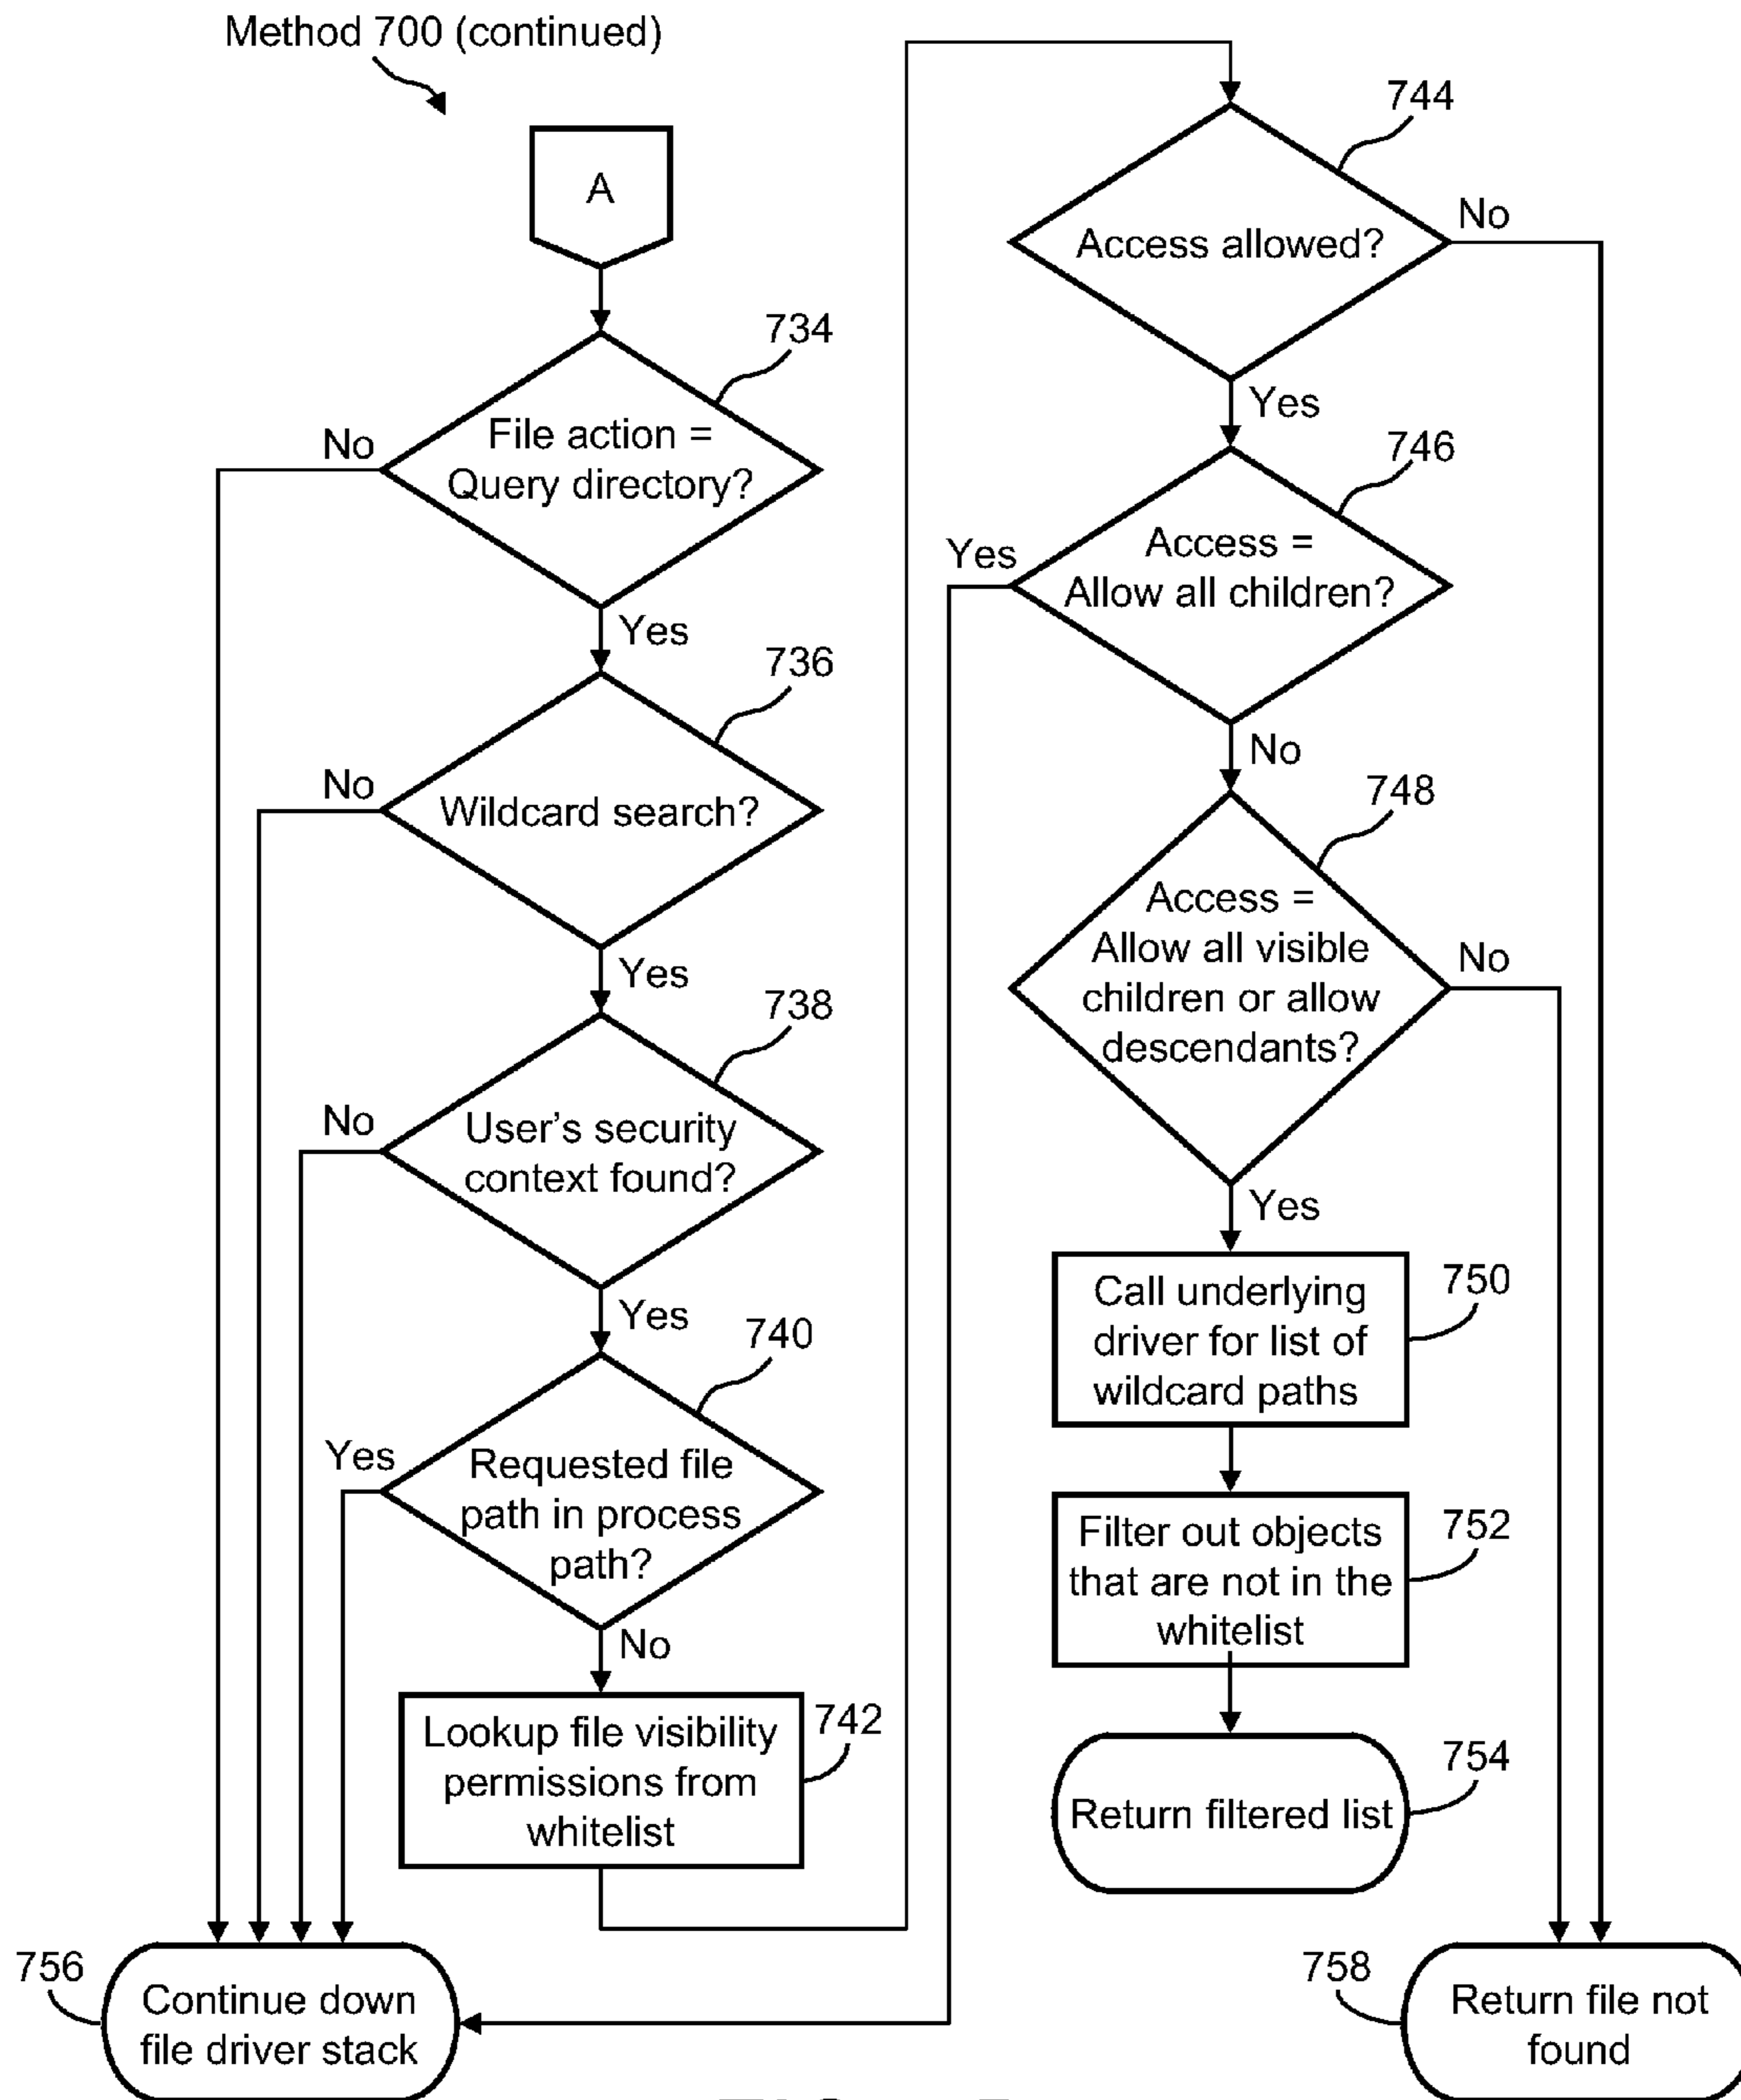 Method 700 (continued)
A
734
File action =
Query directory?
No
Yes
736
Wildcard search?
No
Yes
738
User's security
context found?
No
Yes
740
Requested file
path in process
path?
Yes
No
742
Lookup file visibility
permissions from
whitelist
756
Continue down
file driver stack
744
Access allowed?
No
Yes
746
Access =
Allow all children?
Yes
No
748
Access =
Allow all visible
children or allow
descendants?
No
Yes
750
Call underlying
driver for list of
wildcard paths
752
Filter out objects
that are not in the
whitelist
754
Return filtered list
758
Return file not
found